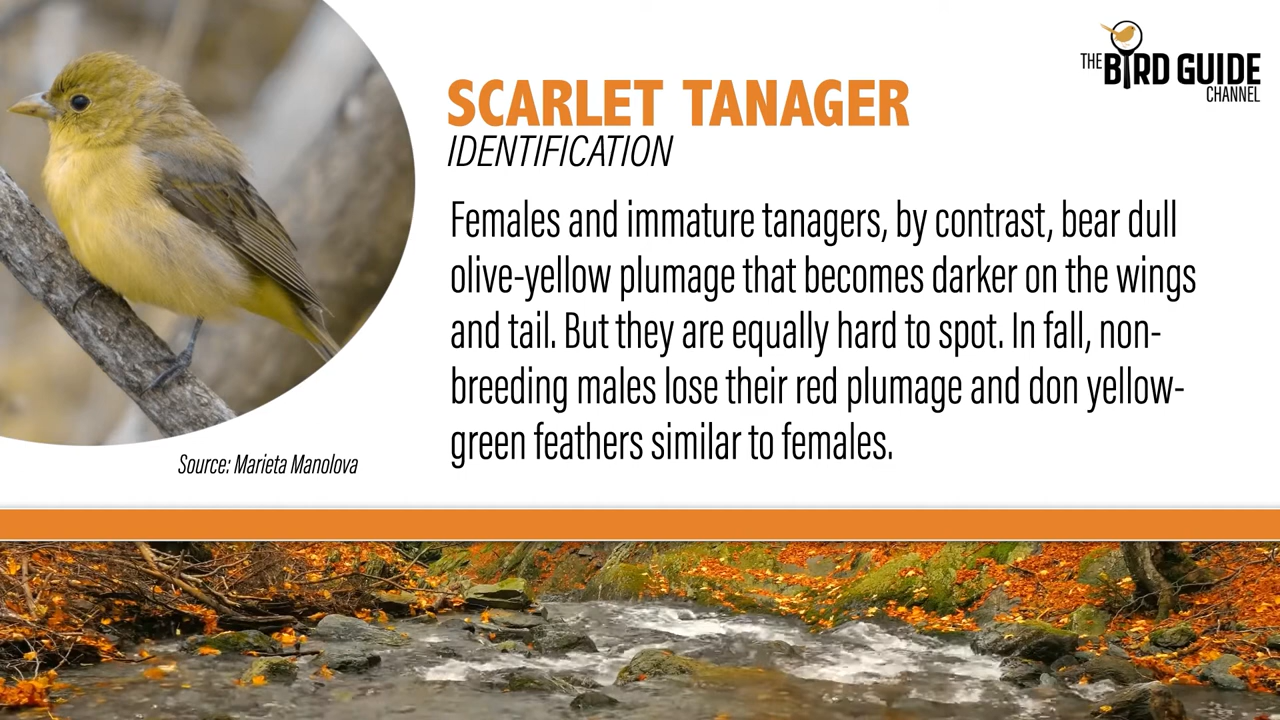 THE BIRD GUIDE
CHANNEL
SCARLET TANAGER
IDENTIFICATION
Females and immature tanagers, by contrast, bear dull
olive-yellow plumage that becomes darker on the wings
and tail. But they are equally hard to spot. In fall, non-
breeding males lose their red plumage and don yellow-
green feathers similar to females.
Source: Marieta Manolova